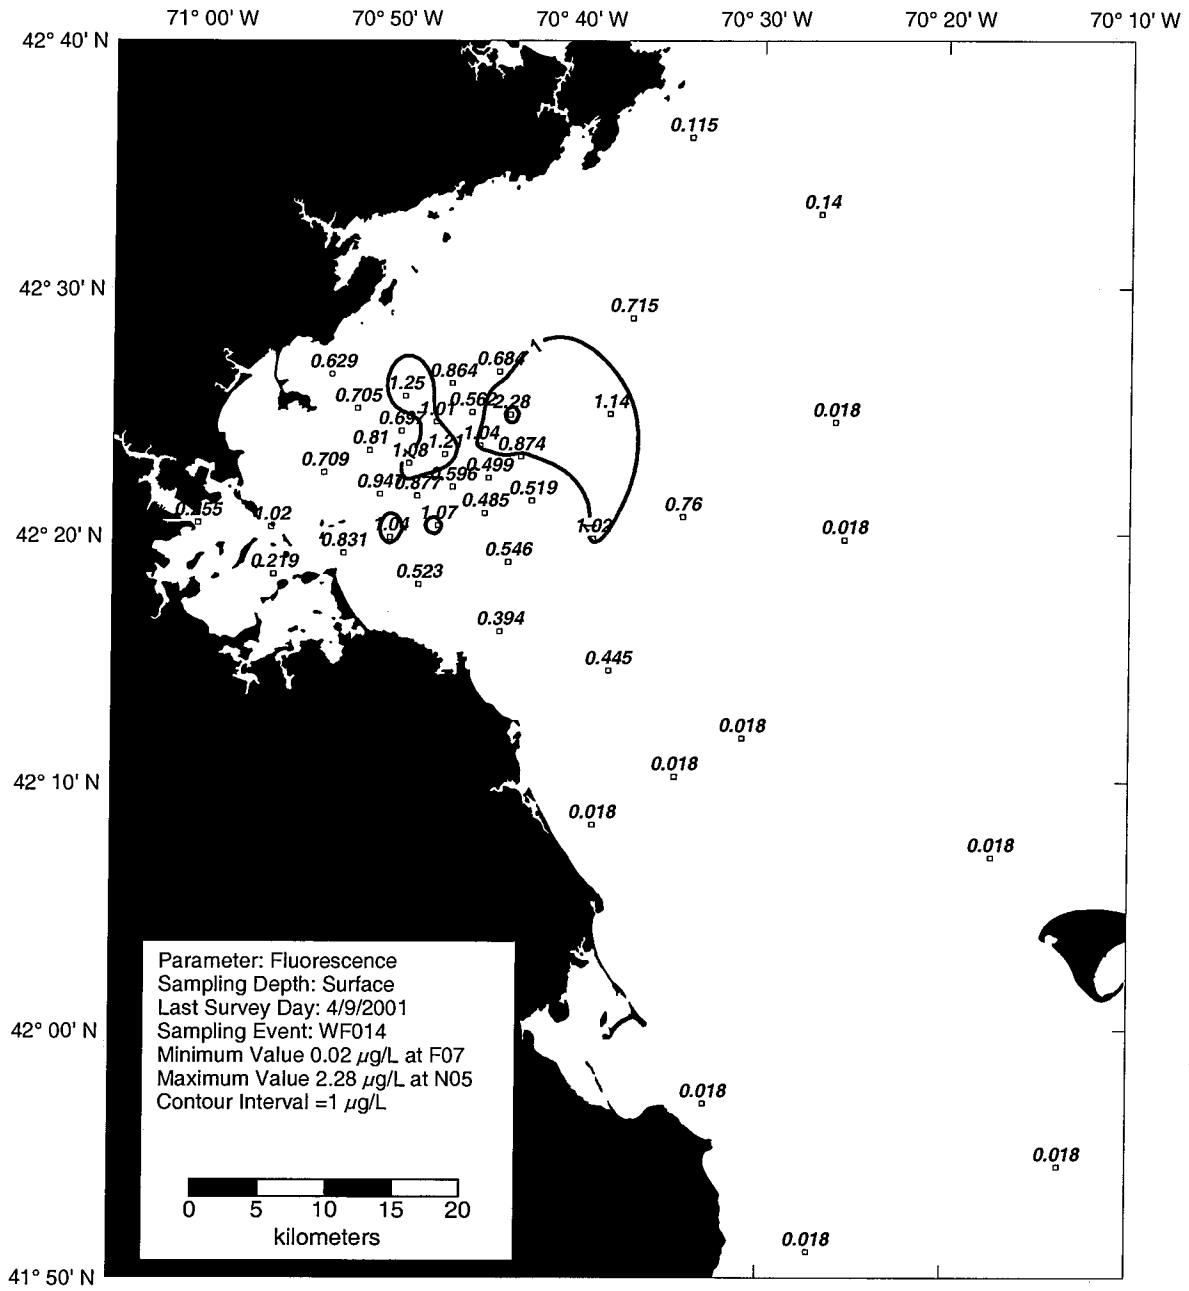 71° 00' W 70° 50' W 70° 40' W 70° 30' W 70° 20' W 70° 10' W
42° 40' N
0.115
0.14
42° 30' N
0.715
1
0.684
0.629
0.864
1.25
0.705
0.562
2.28
1.14
0.018
1.01
0.697
0.81
1.04
1.21
0.874
1.08
0.709
0.499
0.596
0.947
0.877
0.519
0.485
0.76
0.255
1.02
1.04
1.07
1.02
0.018
42° 20' N
0.831
0.546
0.219
0.523
0.394
0.445
0.018
0.018
42° 10' N
0.018
0.018
Parameter: Fluorescence
Sampling Depth: Surface
Last Survey Day: 4/9/2001
Sampling Event: WF014
Minimum Value 0.02 µg/L at F07
Maximum Value 2.28 µg/L at N05
Contour Interval =1 µg/L
0 5 10 15 20
kilometers
42° 00' N
0.018
0.018
0.018
41° 50' N